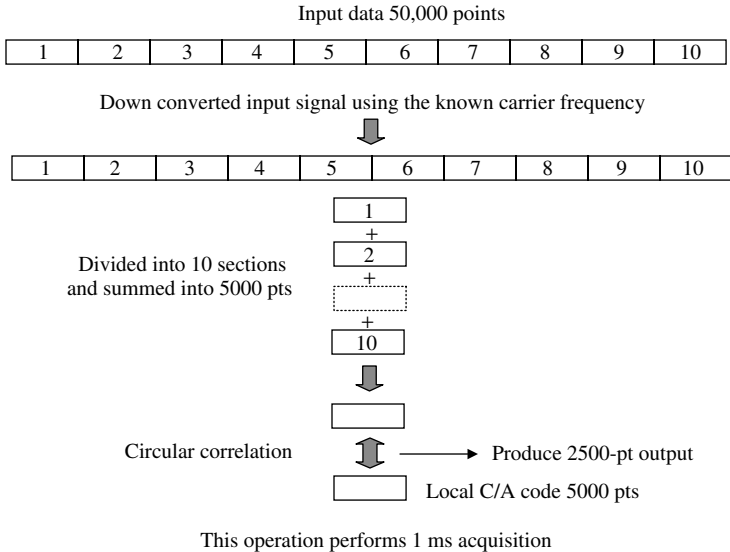 Input data 50,000 points
1 2 3 4 5 6 7 8 9 10
Down converted input signal using the known carrier frequency
1 2 3 4 5 6 7 8 9 10
1
+
2
Divided into 10 sections
and summed into 5000 pts
+
+
10
Circular correlation
Produce 2500-pt output
Local C/A code 5000 pts
This operation performs 1 ms acquisition